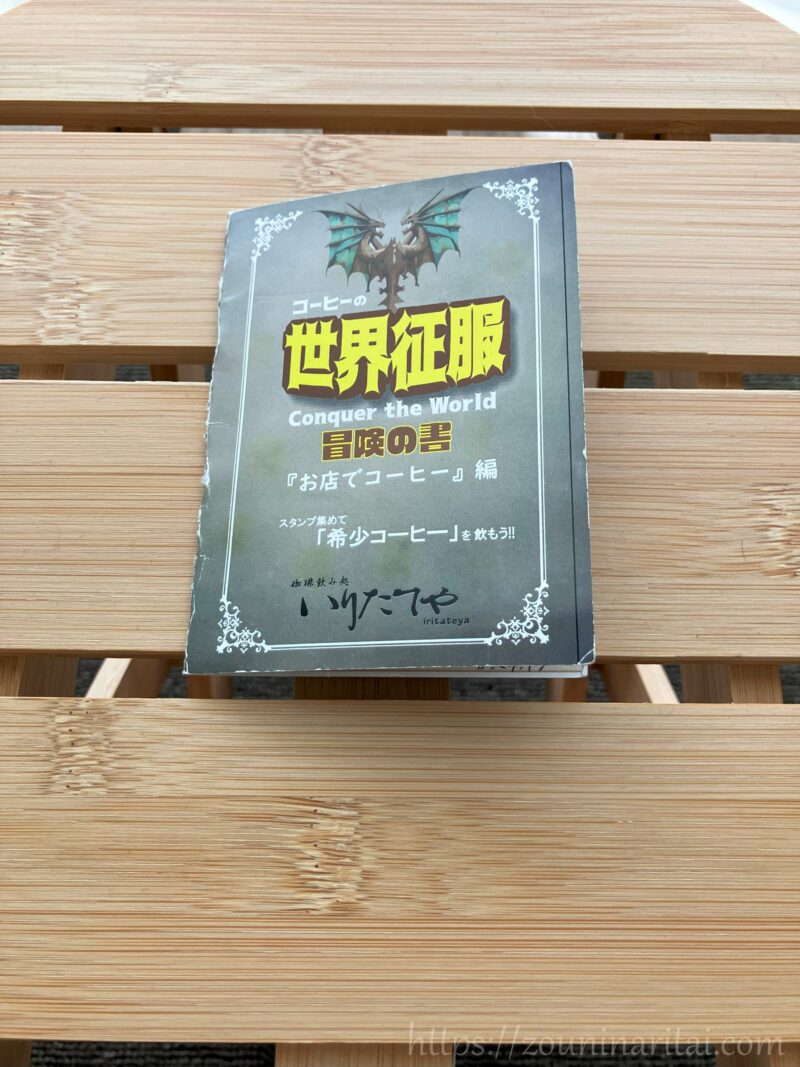 コーヒーの
世界征服
Conquer the World
冒険の書
『お店でコーヒー』編
スタンプ集めて
「希少コーヒー」を飲もう!!
珈琲飲み処
いりたてや
iritateya
https://zouninaritai.com